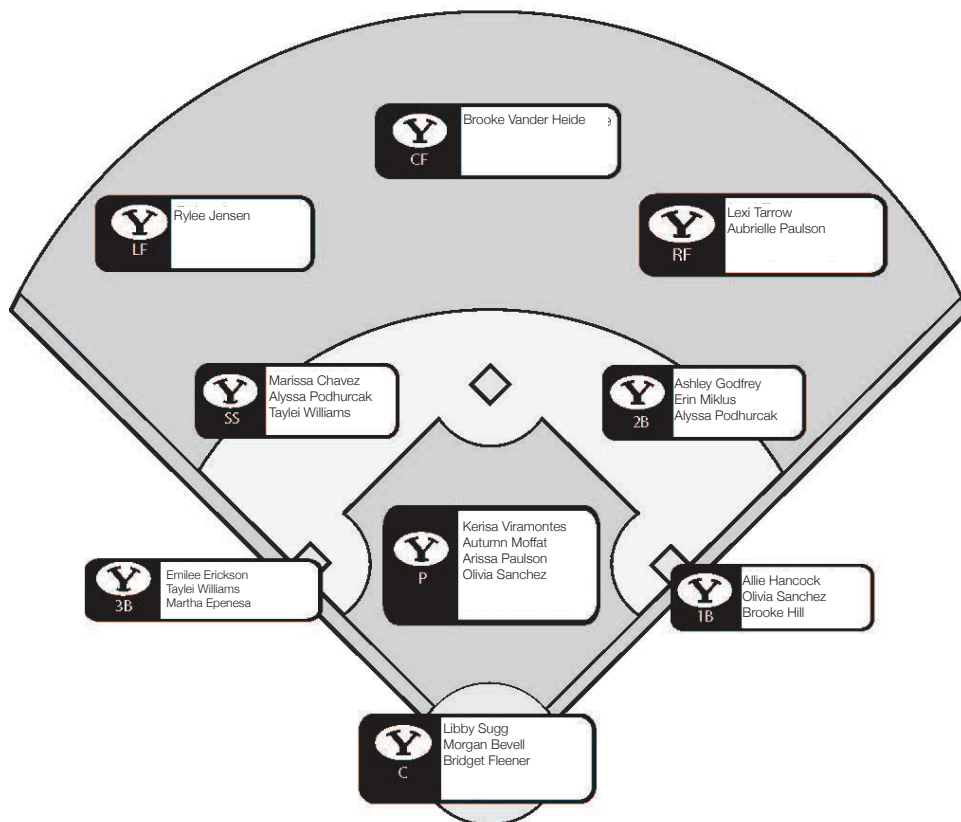 Y
CF
Brooke Vander Heide
Y
LF
Rylee Jensen
Y
RF
Lexi Tarrow
Aubrielle Paulson
Y
SS
Marissa Chavez
Alyssa Podhurcak
Taylei Williams
Y
2B
Ashley Godfrey
Erin Miklus
Alyssa Podhurcak
Y
P
Kerisa Viramontes
Autumn Moffat
Arissa Paulson
Olivia Sanchez
Y
3B
Emilee Erickson
Taylei Williams
Martha Epenesa
Y
1B
Allie Hancock
Olivia Sanchez
Brooke Hill
Y
C
Libby Sugg
Morgan Bevell
Bridget Fleener